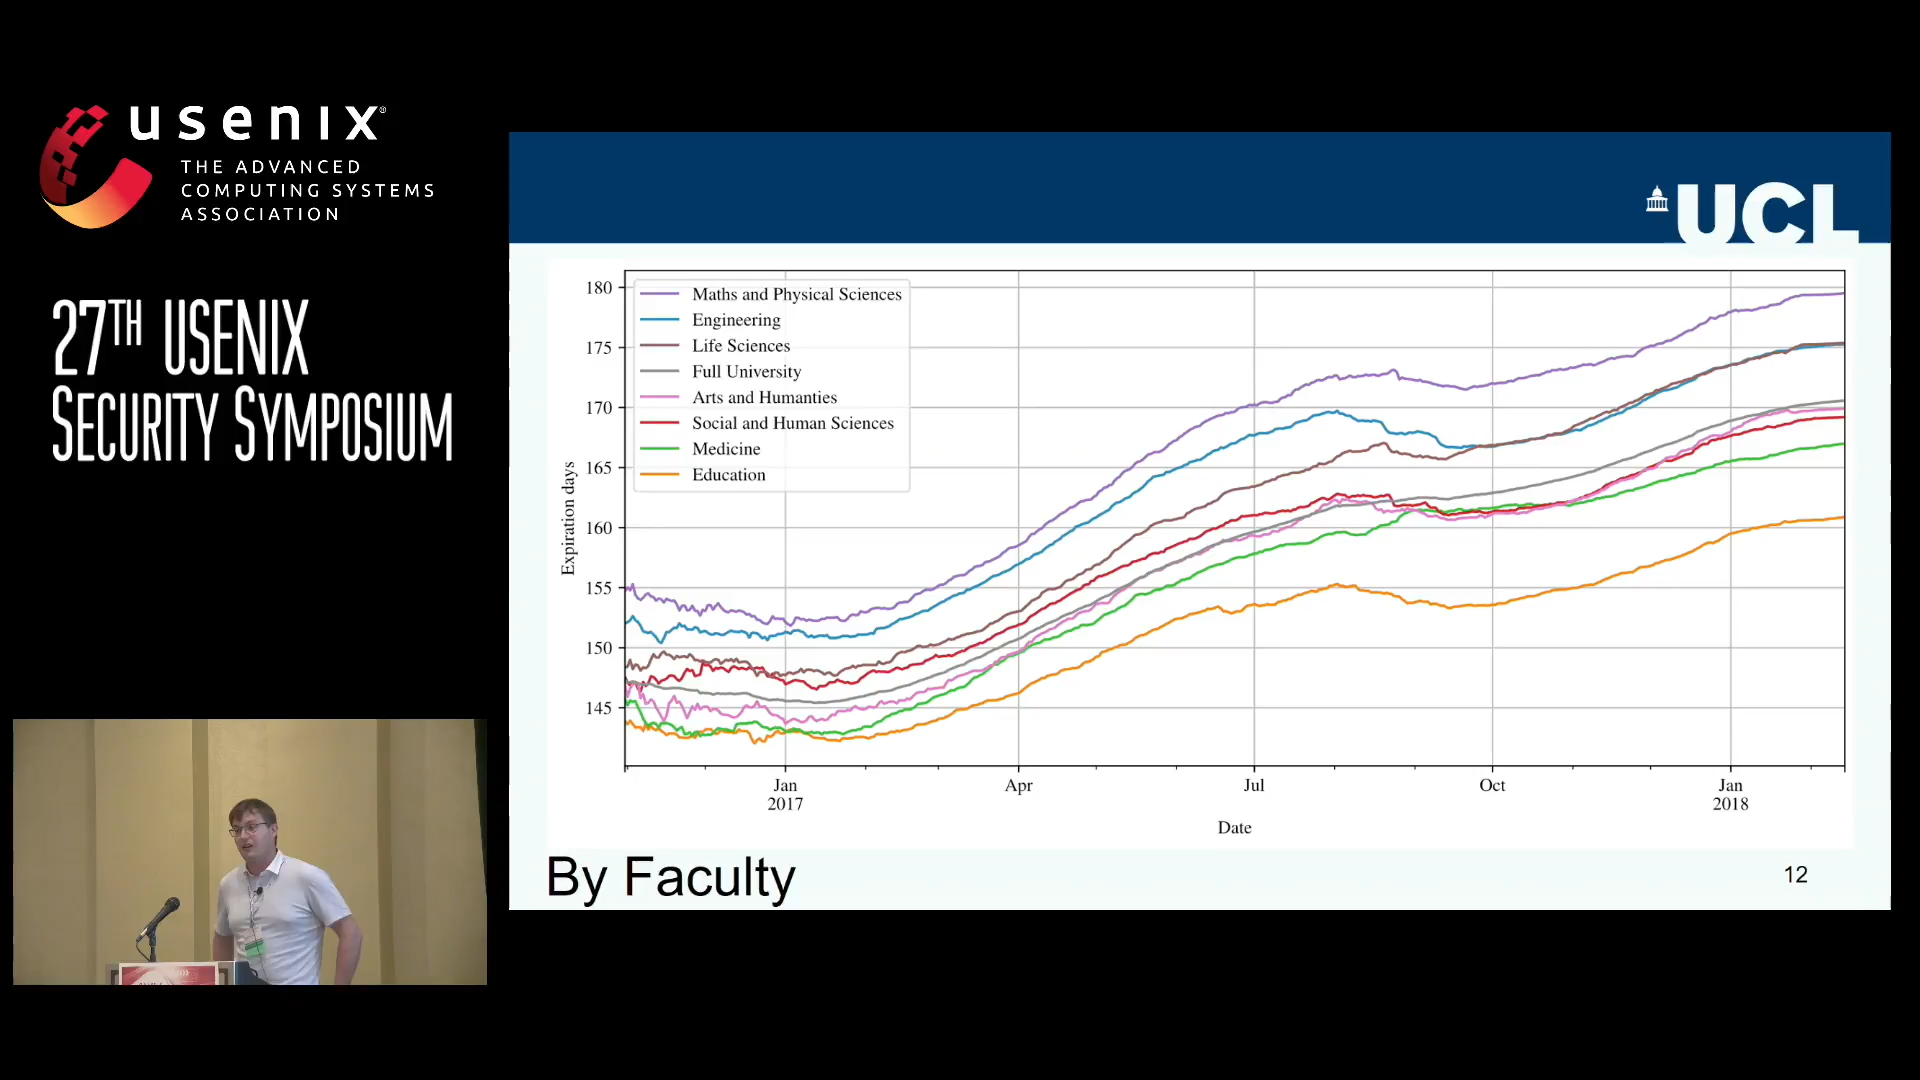 usenix®
THE ADVANCED
COMPUTING SYSTEMS
ASSOCIATION
27TH USENIX
SECURITY SYMPOSIUM
UCL
Maths and Physical Sciences
Engineering
Life Sciences
Full University
Arts and Humanities
Social and Human Sciences
Medicine
Education
180
175
170
165
160
155
150
145
Expiration days
Jan
2017
Apr
Jul
Oct
Jan
2018
Date
By Faculty
12